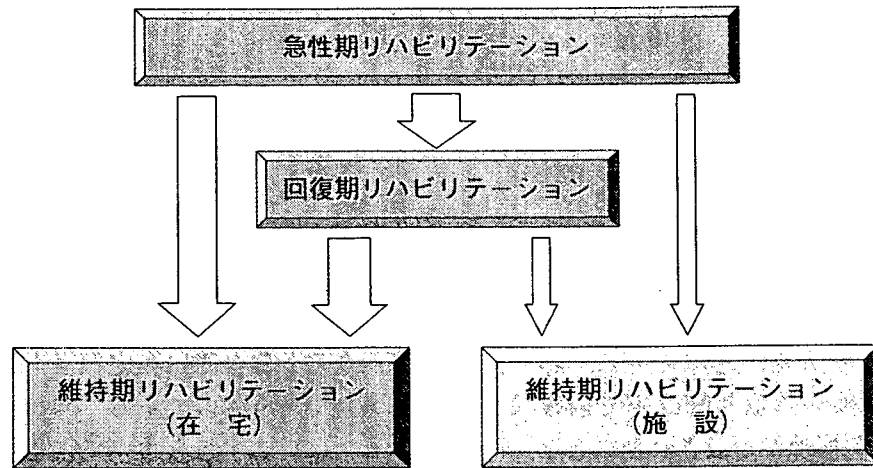 急性期リハビリテーション
回復期リハビリテーション
維持期リハビリテーション
(在　宅)
維持期リハビリテーション
(施　設)